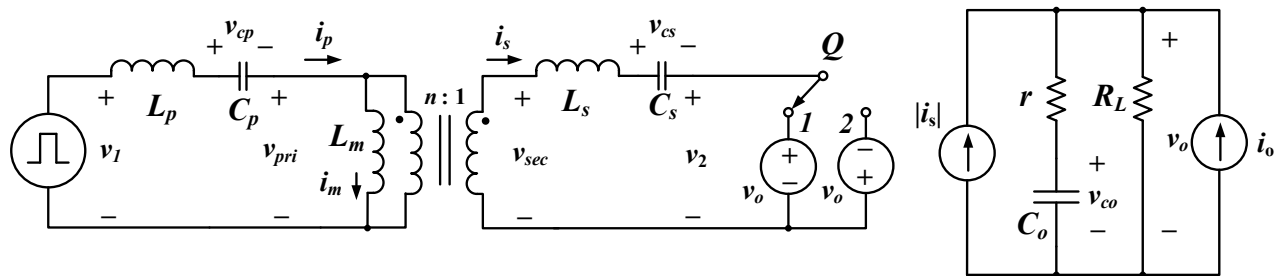 v_cp
i_p
+ −
L_p
C_p
+
v_1
−
+
v_pri
−
L_m
i_m
n : 1
i_s
v_cs
+ −
L_s
C_s
+
v_sec
−
+
v_2
−
Q
1
2
+
−
v_o
−
+
v_o
|i_s|
r
R_L
+
v_co
−
C_o
+
v_o
−
i_o